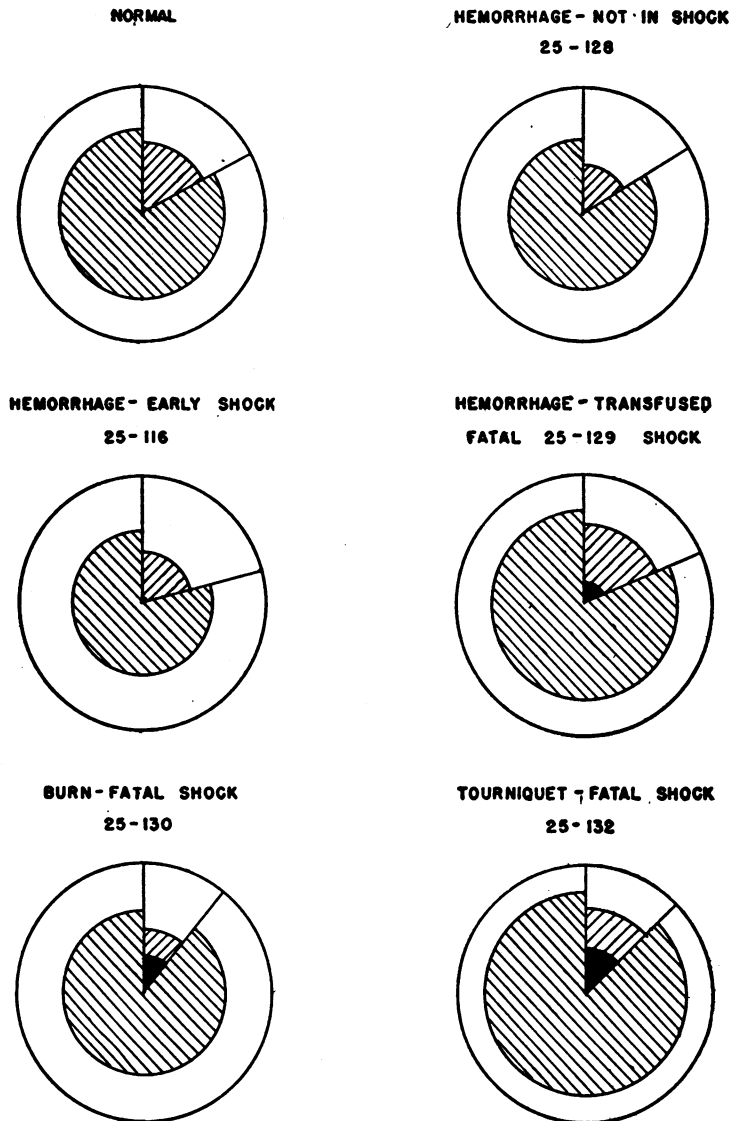 NORMAL
HEMORRHAGE - NOT IN SHOCK
25 - 128
HEMORRHAGE - EARLY SHOCK
25 - 116
HEMORRHAGE - TRANSFUSED
FATAL 25 - 129 SHOCK
BURN - FATAL SHOCK
25 - 130
TOURNIQUET - FATAL SHOCK
25 - 132